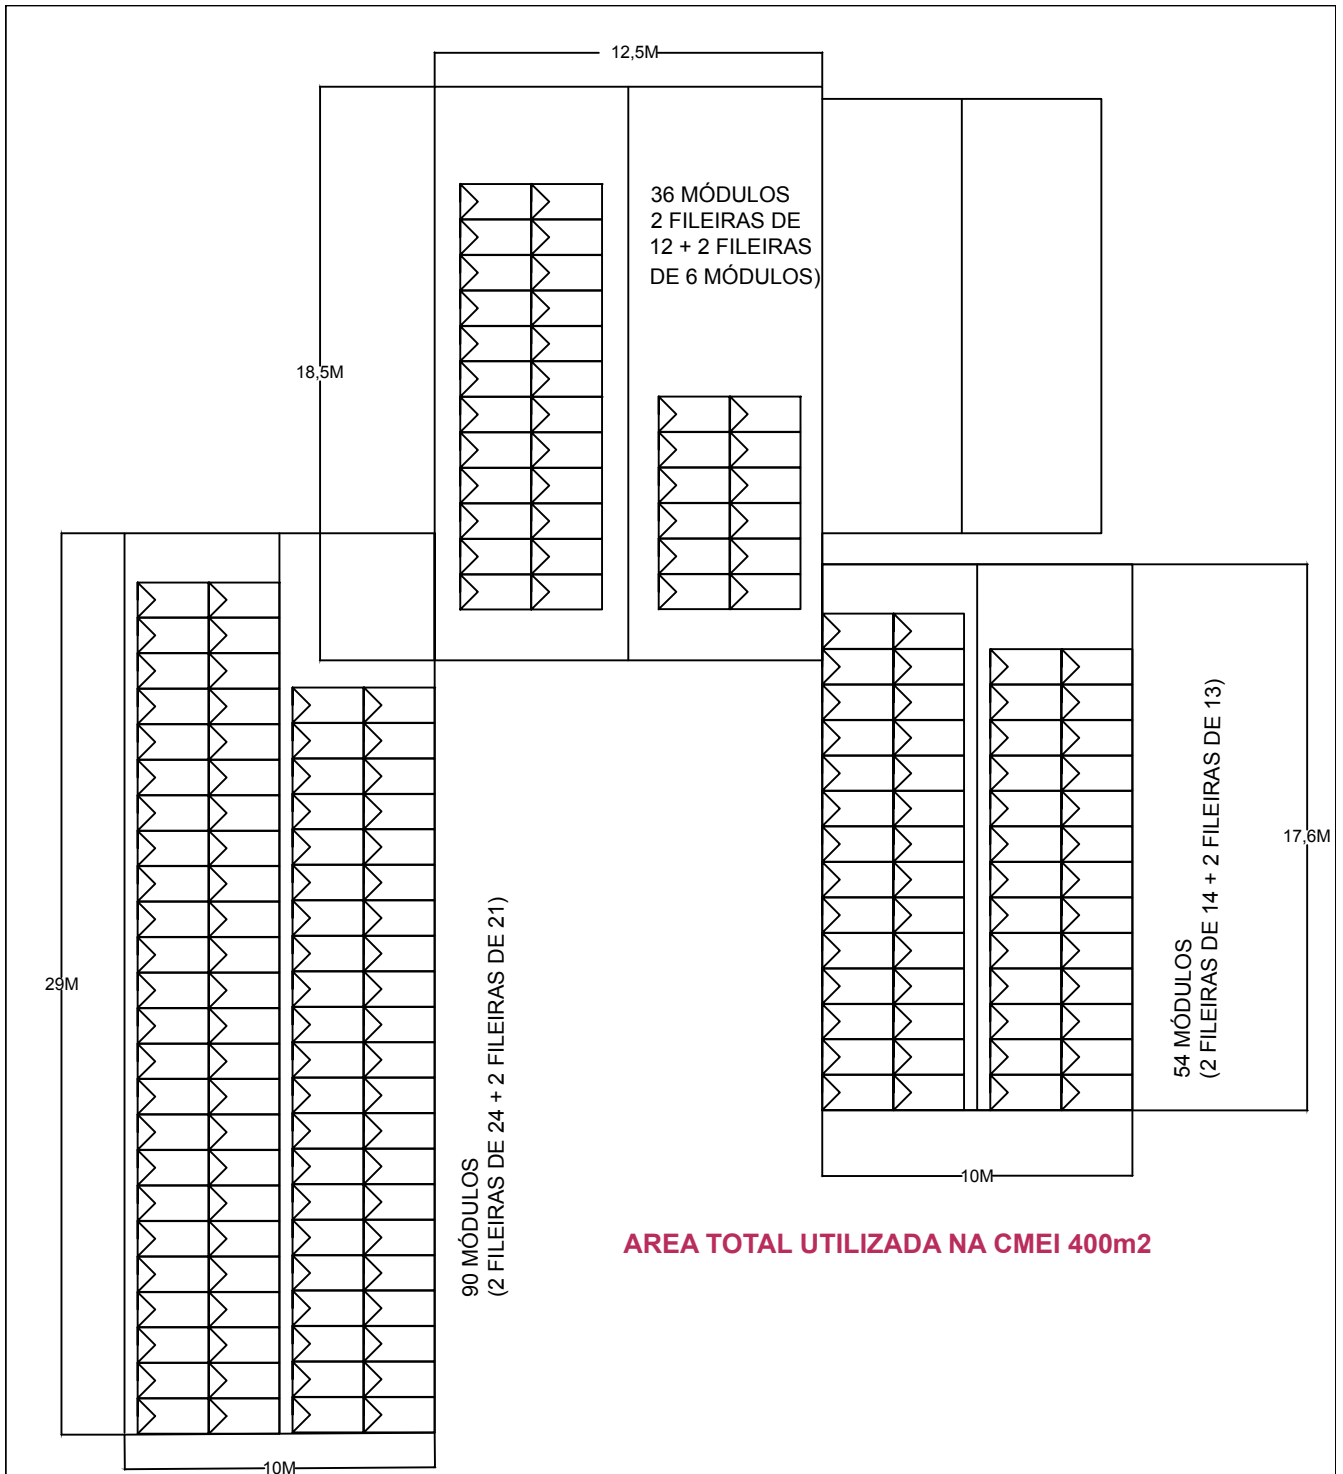 12,5M
36 MÓDULOS
2 FILEIRAS DE
12 + 2 FILEIRAS
DE 6 MÓDULOS)
18,5M
29M
90 MÓDULOS
(2 FILEIRAS DE 24 + 2 FILEIRAS DE 21)
54 MÓDULOS
(2 FILEIRAS DE 14 + 2 FILEIRAS DE 13)
17,6M
10M
AREA TOTAL UTILIZADA NA CMEI 400m2
10M